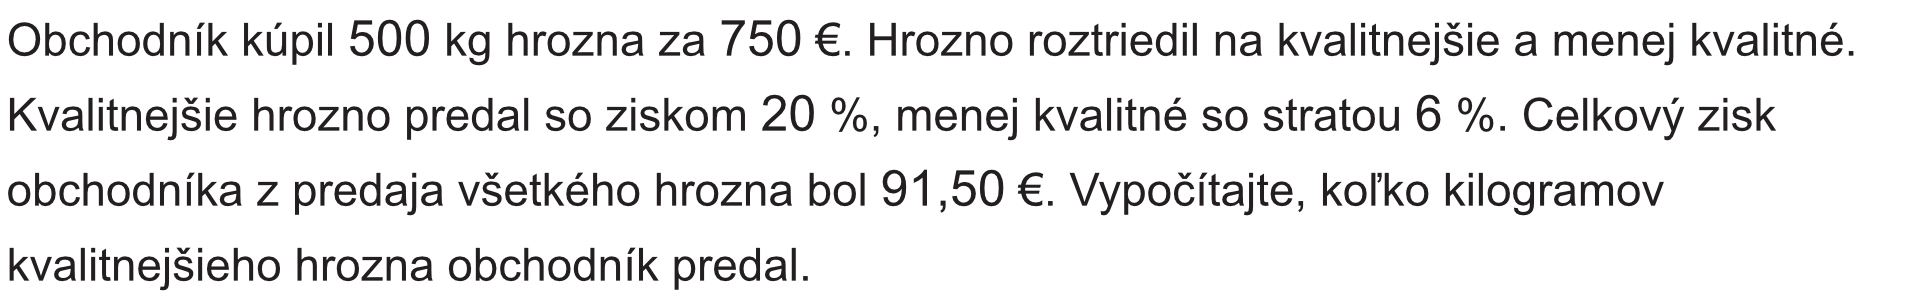 Obchodník kúpil 500 kg hrozna za 750 €. Hrozno roztriedil na kvalitnejšie a menej kvalitné.
Kvalitnejšie hrozno predal so ziskom 20 %, menej kvalitné so stratou 6 %. Celkový zisk
obchodníka z predaja všetkého hrozna bol 91,50 €. Vypočítajte, koľko kilogramov
kvalitnejšieho hrozna obchodník predal.